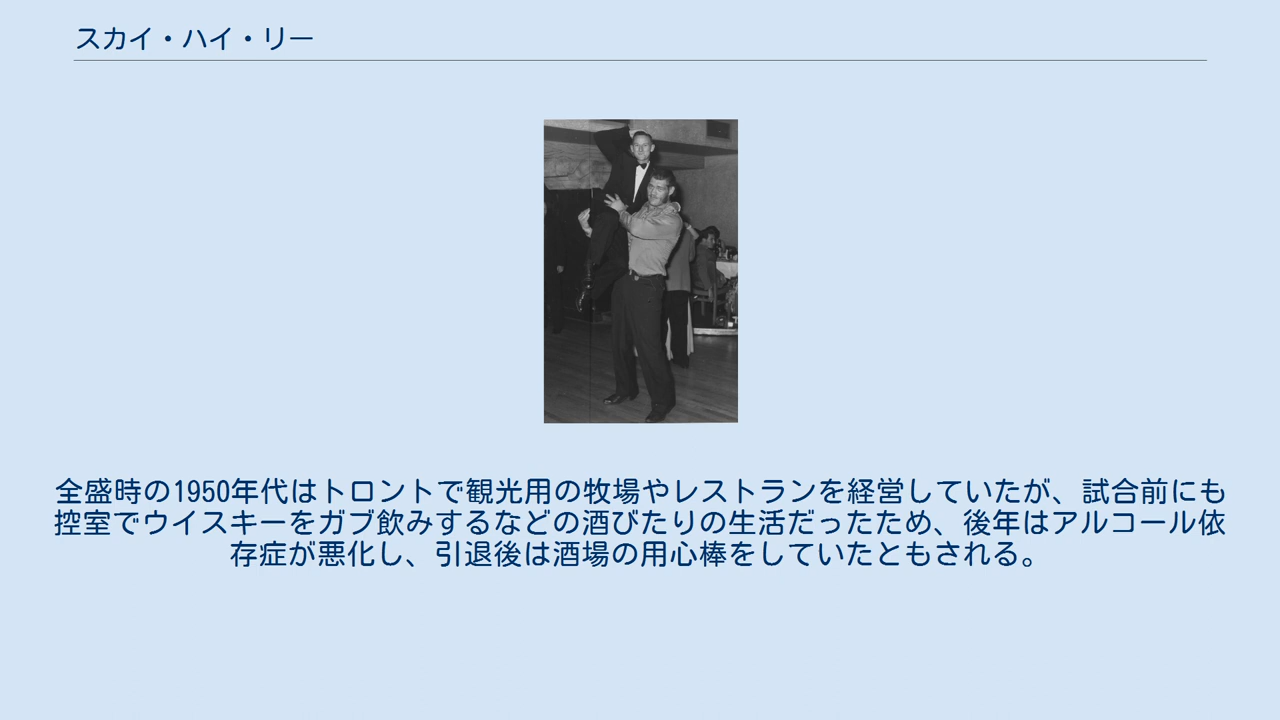 スカイ・ハイ・リー
全盛時の1950年代はトロントで観光用の牧場やレストランを経営していたが、試合前にも
控室でウイスキーをガブ飲みするなどの酒びたりの生活だったため、後年はアルコール依
存症が悪化し、引退後は酒場の用心棒をしていたともされる。